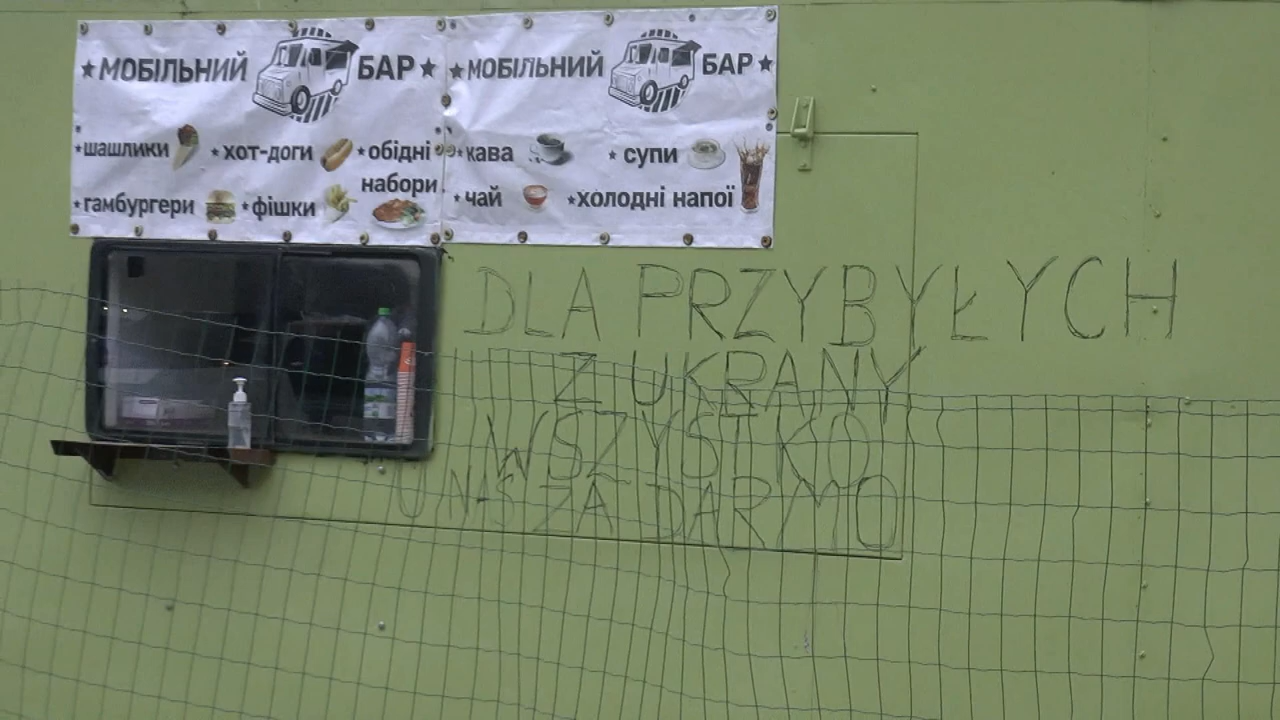 ★МОБІЛЬНИЙ БАР★
★шашлики ★хот-доги ★обідні набори
★гамбургери ★фішки
★МОБІЛЬНИЙ БАР★
★кава ★супи
★чай ★холодні напої
DLA PRZYBYŁYCH
Z UKRANY
WSZYSTKO
U NAS ZA DARMO